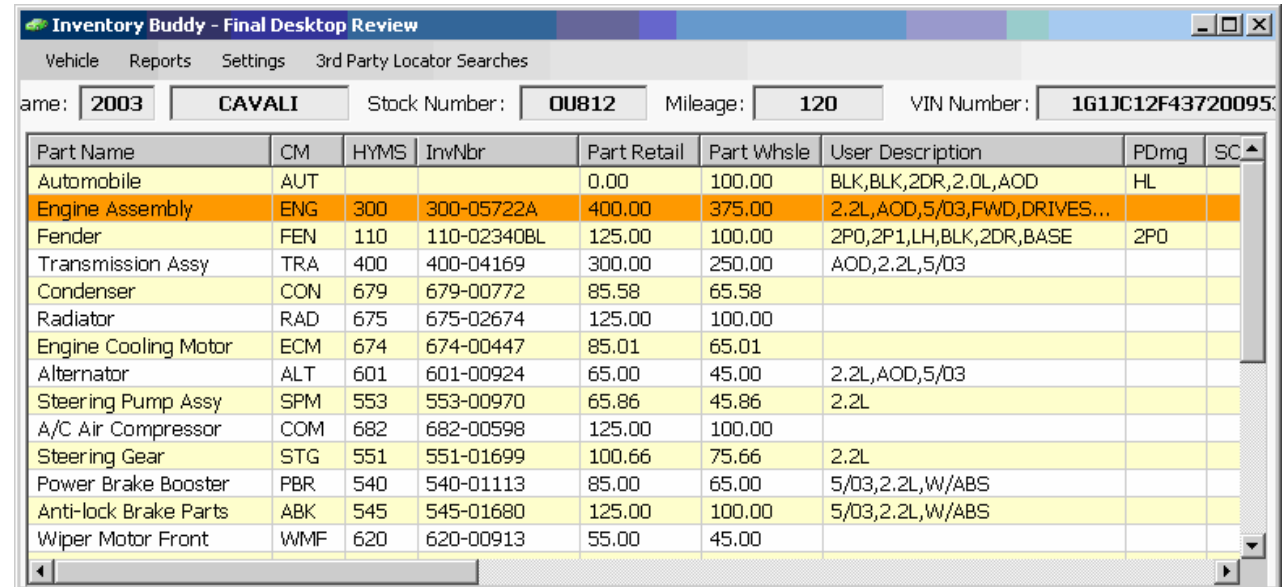 Inventory Buddy - Final Desktop Review
Vehicle Reports Settings 3rd Party Locator Searches
ame: 2003 CAVALI Stock Number: OU812 Mileage: 120 VIN Number: 1G1JC12F43720095
Part Name CM HYMS InvNbr Part Retail Part Whsle User Description PDmg SC
Automobile AUT 0.00 100.00 BLK,BLK,2DR,2.0L,AOD HL
Engine Assembly ENG 300 300-05722A 400.00 375.00 2.2L,AOD,5/03,FWD,DRIVES...
Fender FEN 110 110-02340BL 125.00 100.00 2P0,2P1,LH,BLK,2DR,BASE 2P0
Transmission Assy TRA 400 400-04169 300.00 250.00 AOD,2.2L,5/03
Condenser CON 679 679-00772 85.58 65.58
Radiator RAD 675 675-02674 125.00 100.00
Engine Cooling Motor ECM 674 674-00447 85.01 65.01
Alternator ALT 601 601-00924 65.00 45.00 2.2L,AOD,5/03
Steering Pump Assy SPM 553 553-00970 65.86 45.86 2.2L
A/C Air Compressor COM 682 682-00598 125.00 100.00
Steering Gear STG 551 551-01699 100.66 75.66 2.2L
Power Brake Booster PBR 540 540-01113 85.00 65.00 5/03,2.2L,W/ABS
Anti-lock Brake Parts ABK 545 545-01680 125.00 100.00 5/03,2.2L,W/ABS
Wiper Motor Front WMF 620 620-00913 55.00 45.00